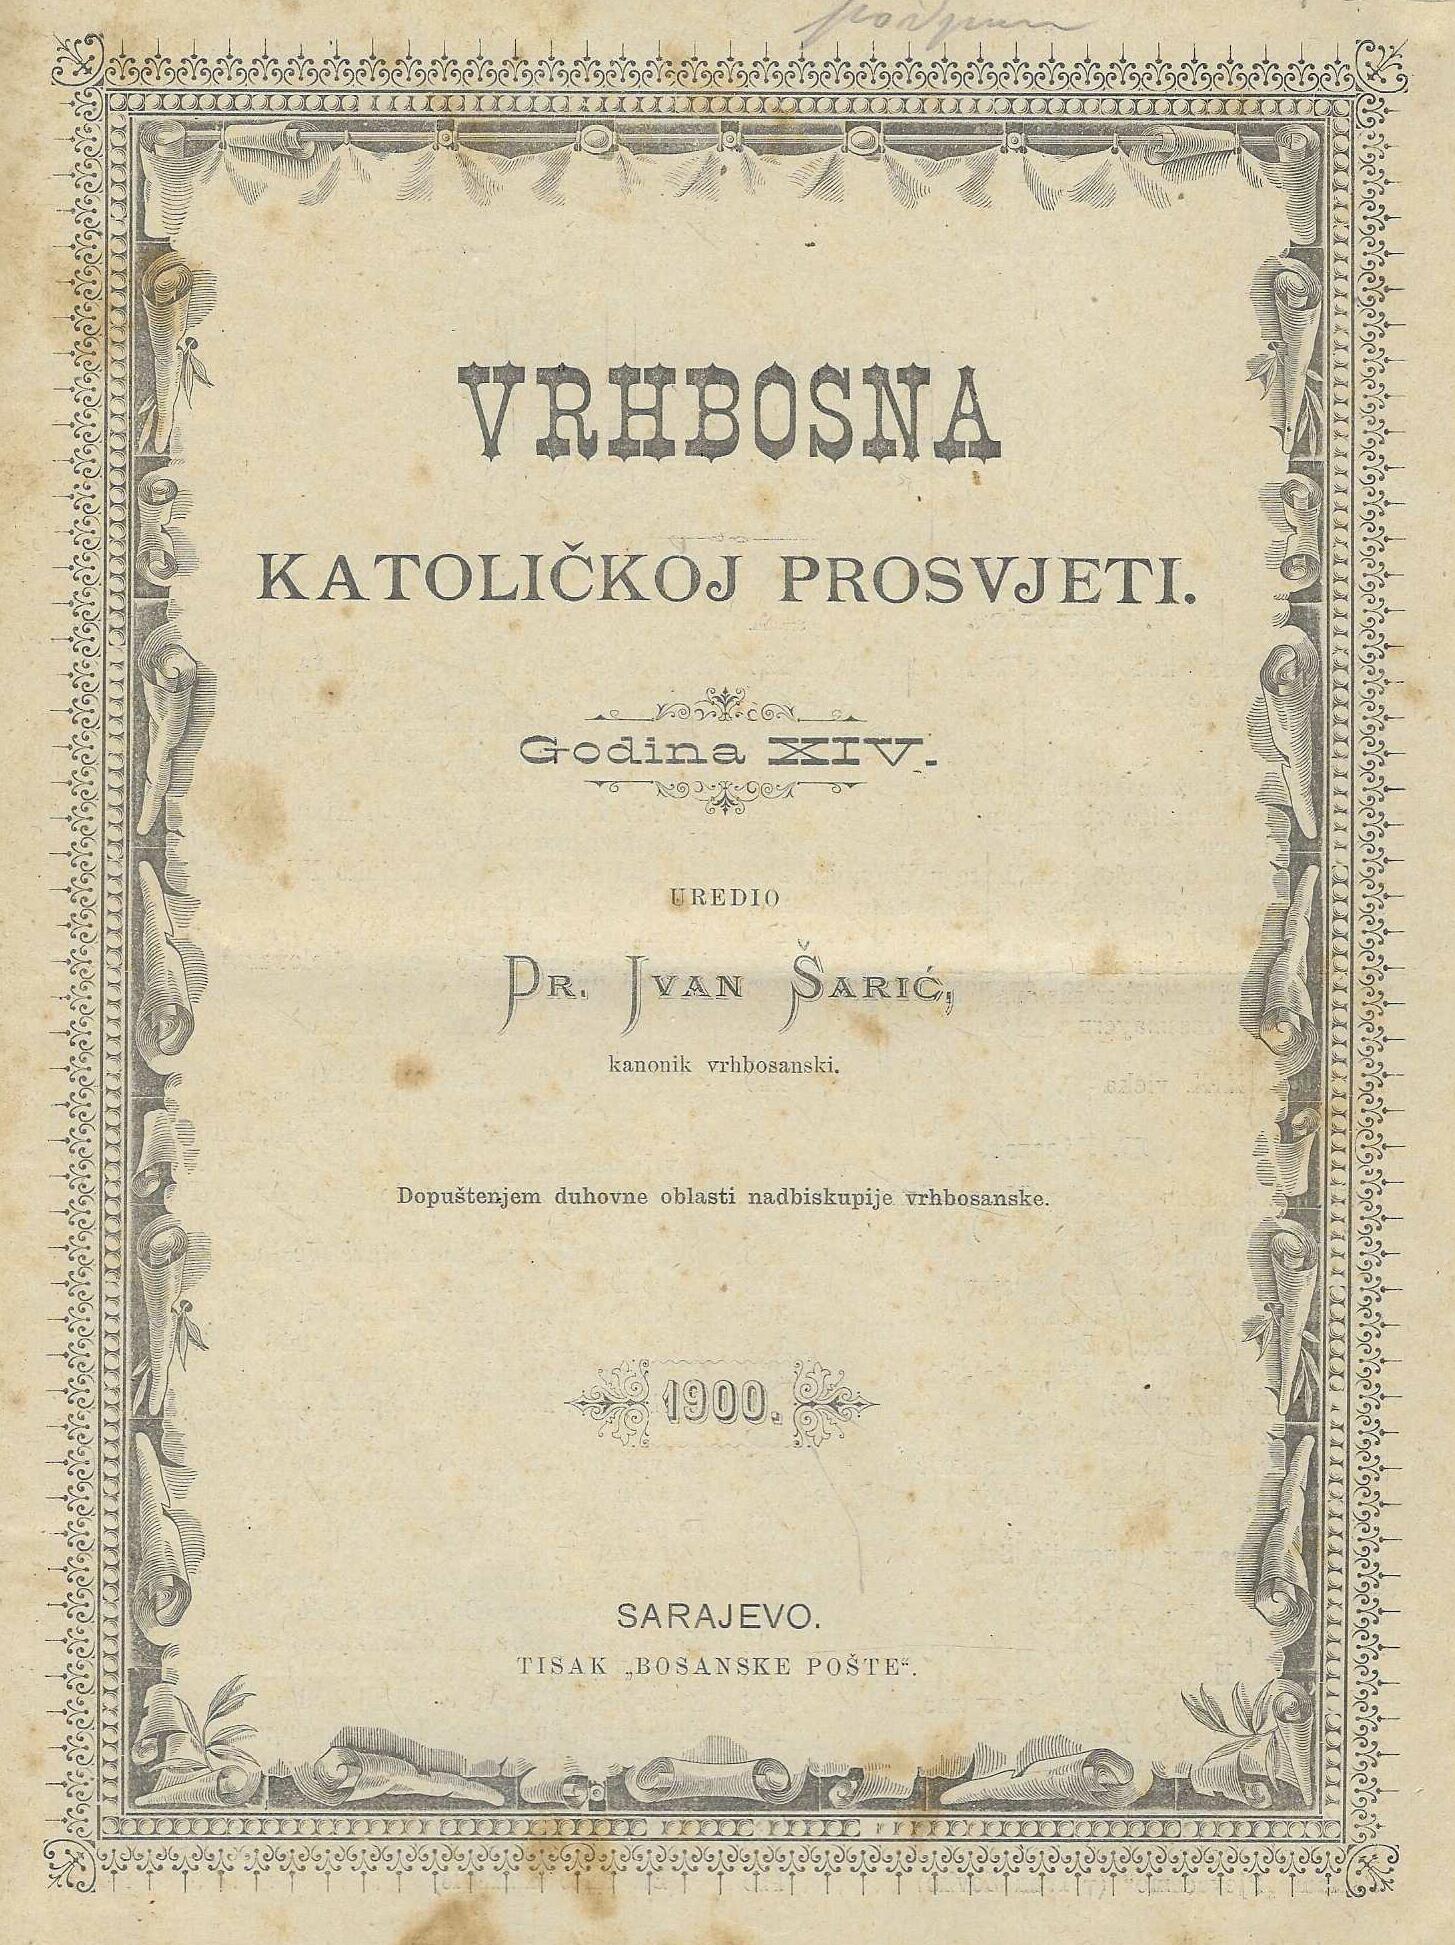 VRHBOSNA
KATOLIČKOJ PROSVJETI.
Godina XIV.
UREDIO
Dr. Ivan Šarić,
kanonik vrhbosanski.
Dopuštenjem duhovne oblasti nadbiskupije vrhbosanske.
1900.
SARAJEVO.
TISAK „BOSANSKE POŠTE“.